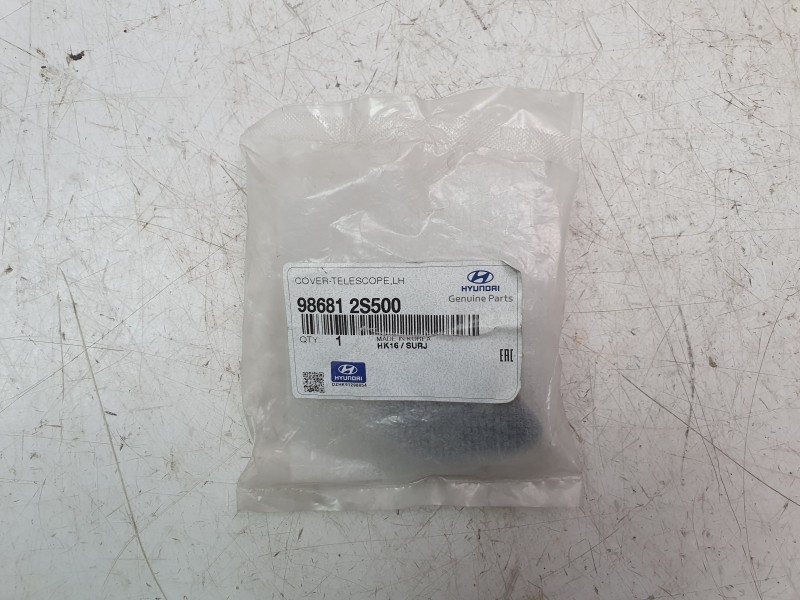 COVER-TELESCOPE,LH
98681 2S500
HYUNDAI
Genuine Parts
QTY 1
MADE IN KOREA
HK16 / SURJ
EAC
HYUNDAI